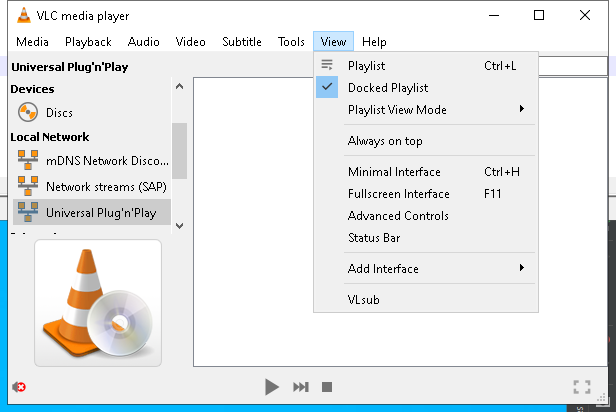 VLC media player
Media Playback Audio Video Subtitle Tools View Help
Universal Plug'n'Play
Devices
Discs
Local Network
mDNS Network Disco...
Network streams (SAP)
Universal Plug'n'Play
Playlist Ctrl+L
Docked Playlist
Playlist View Mode
Always on top
Minimal Interface Ctrl+H
Fullscreen Interface F11
Advanced Controls
Status Bar
Add Interface
VLsub